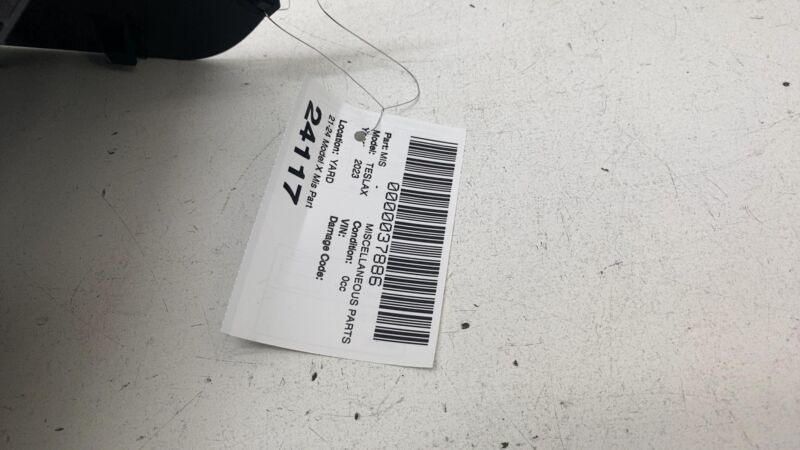 0000037886
Part: MIS - MISCELLANEOUS PARTS
Model: TESLAX Condition: 0cc
2023 VIN:
Damage Code:
Location: YARD
21-24 Model X Mis Part
24117